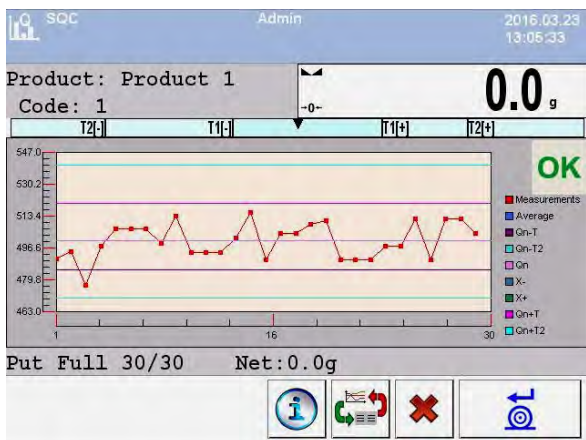 SQC Admin 2016.03.23
13:05:33
Product: Product 1
Code: 1
→0← 0.0 g
T2[-] T1[-] T1[+] T2[+]
OK
547.0
530.2
513.4
496.6
479.8
463.0
1 16 30
Measurements
Average
Qn-T
Qn-T2
Qn
X-
X+
Qn+T
Qn+T2
Put Full 30/30 Net:0.0g